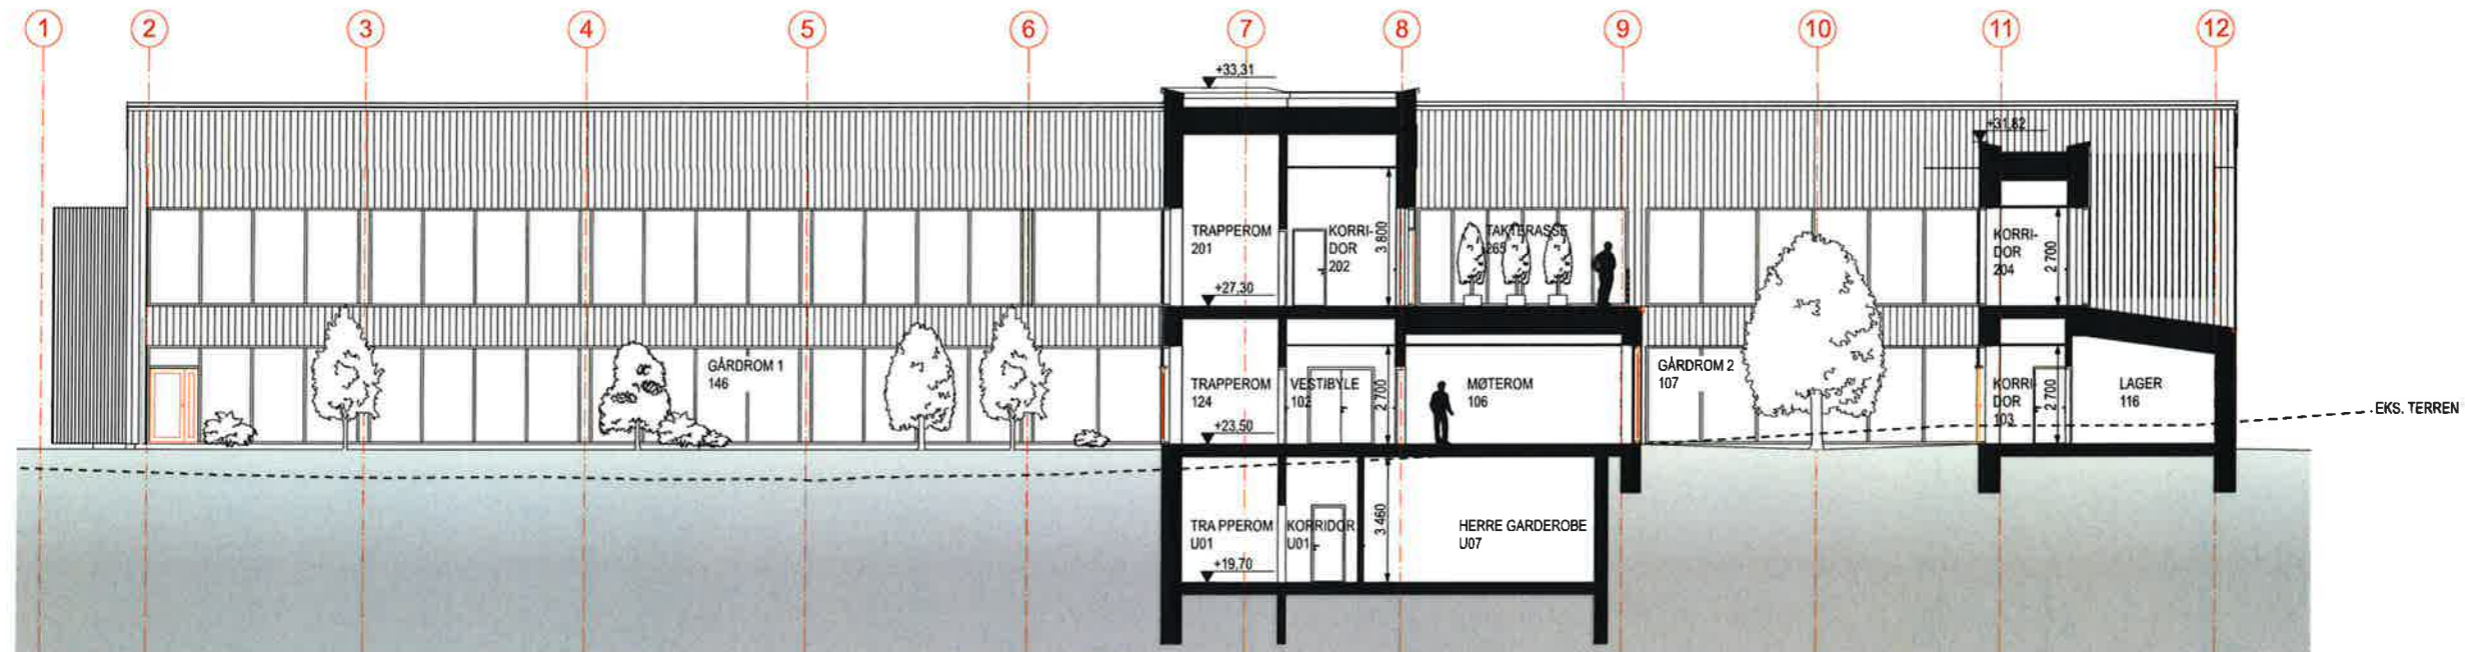 1
2
3
4
5
6
7
8
9
10
11
12
+33,31
+31,82
TRAPPEROM
201
KORRI-
DOR
202
3 800
TAKTERASSE
265
KORRI-
DOR
204
2 700
+27,30
GÅRDROM 1
146
TRAPPEROM
124
VESTIBYLE
102
2 700
MØTEROM
106
GÅRDROM 2
107
KORRI-
DOR
103
2 700
LAGER
116
EKS. TERREN
+23,50
TRAPPEROM
U01
KORRIDOR
U01
3 460
HERRE GARDEROBE
U07
+19,70